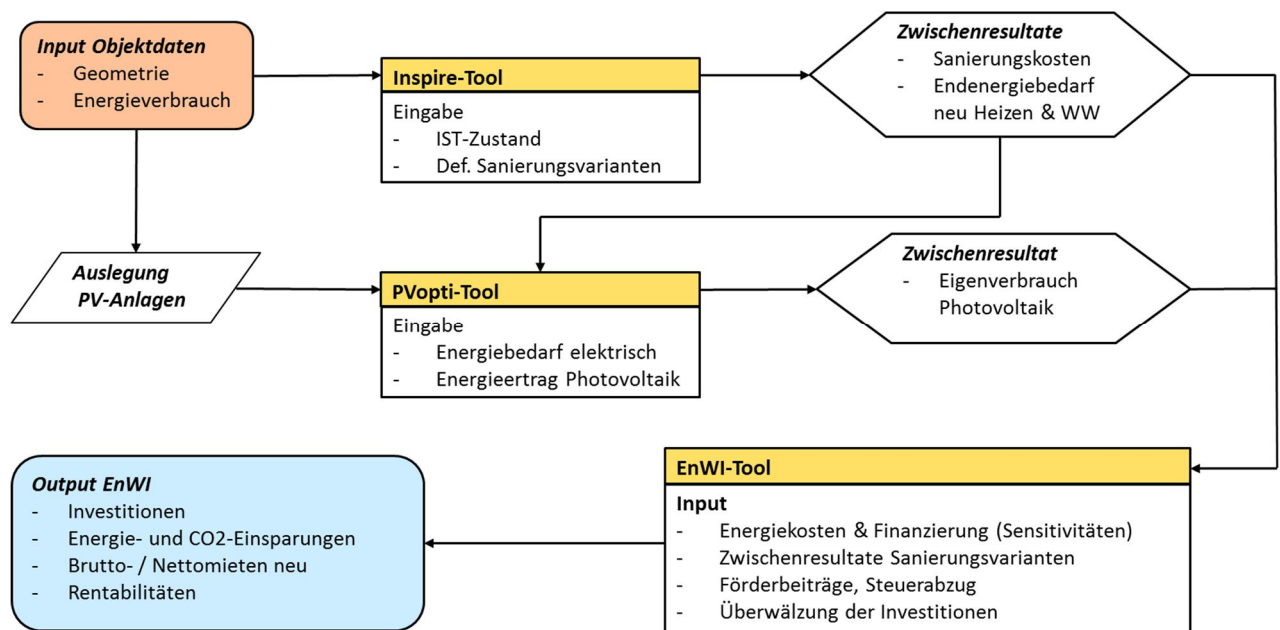 Input Objektdaten
- Geometrie
- Energieverbrauch
Inspire-Tool
Eingabe
- IST-Zustand
- Def. Sanierungsvarianten
Zwischenresultate
- Sanierungskosten
- Endenergiebedarf
neu Heizen & WW
Auslegung
PV-Anlagen
PVopti-Tool
Eingabe
- Energiebedarf elektrisch
- Energieertrag Photovoltaik
Zwischenresultat
- Eigenverbrauch
Photovoltaik
EnWI-Tool
Input
- Energiekosten & Finanzierung (Sensitivitäten)
- Zwischenresultate Sanierungsvarianten
- Förderbeiträge, Steuerabzug
- Überwälzung der Investitionen
Output EnWI
- Investitionen
- Energie- und CO2-Einsparungen
- Brutto- / Nettomieten neu
- Rentabilitäten